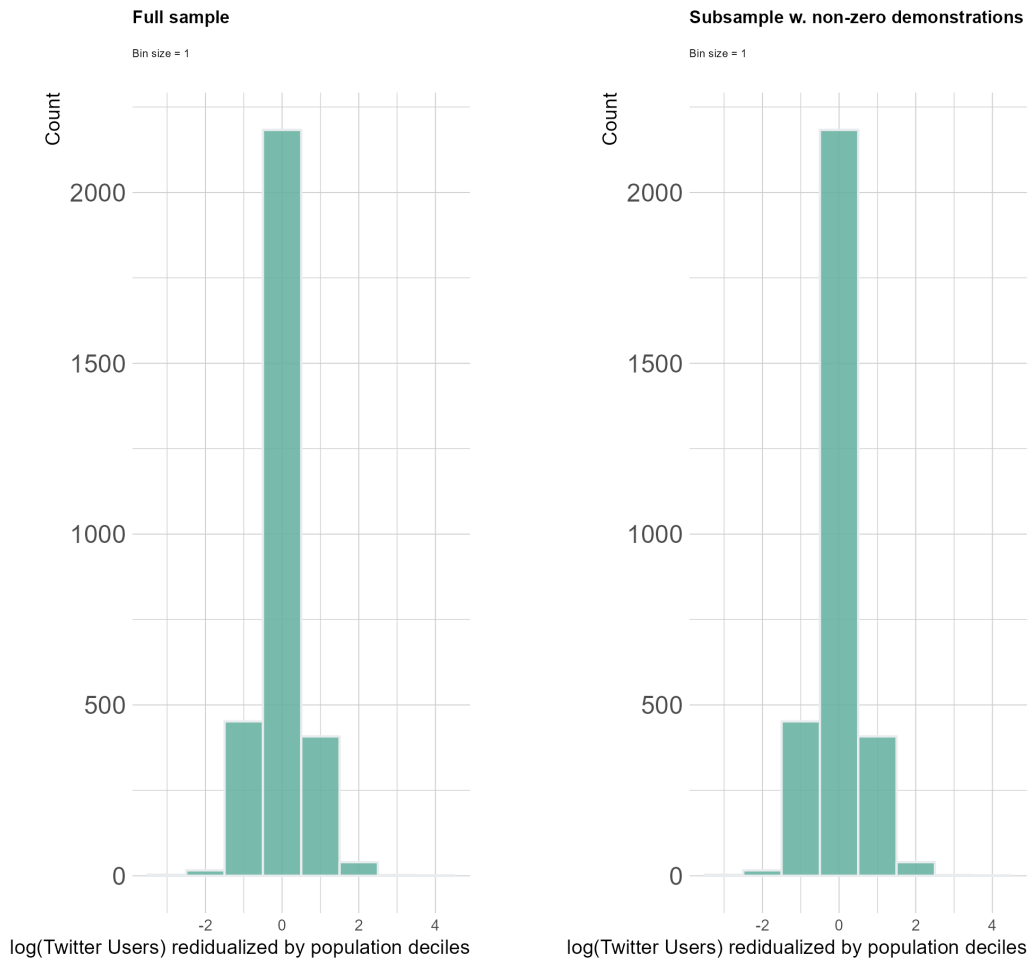 Full sample
Bin size = 1
Count
2000
1500
1000
500
0
-2 0 2 4
log(Twitter Users) redidualized by population deciles
Subsample w. non-zero demonstrations
Bin size = 1
Count
2000
1500
1000
500
0
-2 0 2 4
log(Twitter Users) redidualized by population deciles